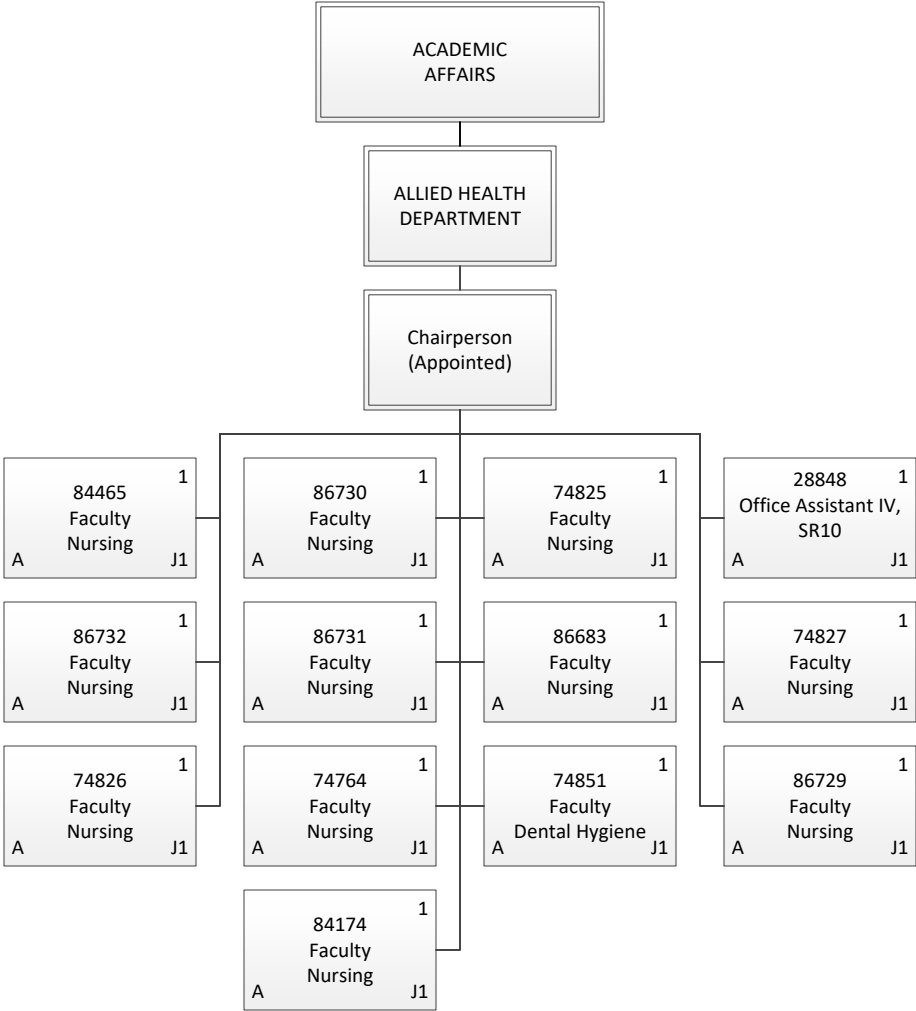 ACADEMIC
AFFAIRS
ALLIED HEALTH
DEPARTMENT
Chairperson
(Appointed)
1
84465
Faculty
Nursing
A J1
1
86730
Faculty
Nursing
A J1
1
74825
Faculty
Nursing
A J1
1
28848
Office Assistant IV,
SR10
A J1
1
86732
Faculty
Nursing
A J1
1
86731
Faculty
Nursing
A J1
1
86683
Faculty
Nursing
A J1
1
74827
Faculty
Nursing
A J1
1
74826
Faculty
Nursing
A J1
1
74764
Faculty
Nursing
A J1
1
74851
Faculty
Dental Hygiene
A J1
1
86729
Faculty
Nursing
A J1
1
84174
Faculty
Nursing
A J1